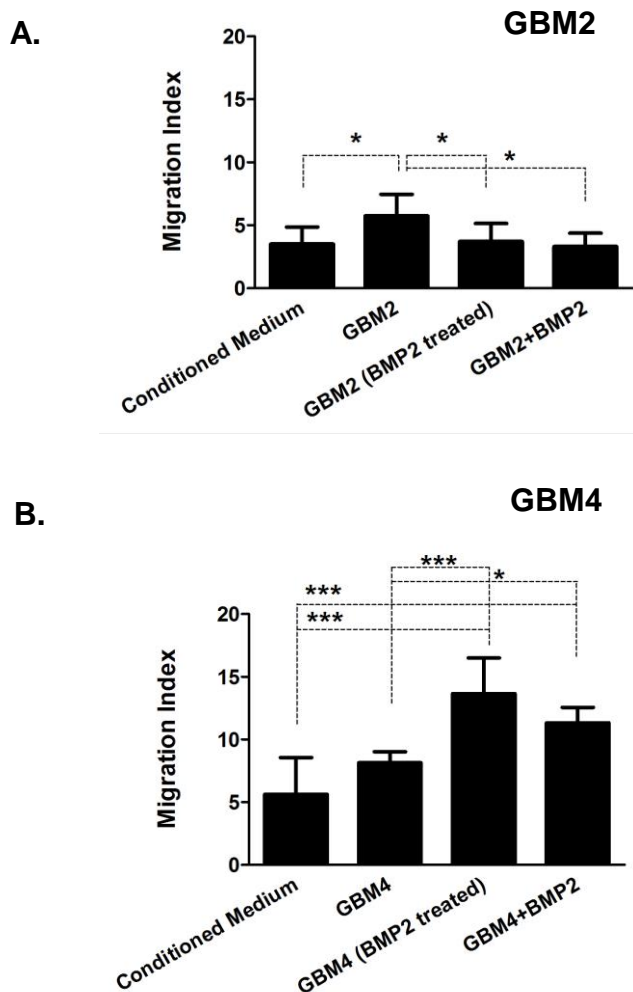 A.
GBM2
Migration Index
20
15
10
5
0
*
*
*
Conditioned Medium
GBM2
GBM2 (BMP2 treated)
GBM2+BMP2
B.
GBM4
Migration Index
20
15
10
5
0
***
*
***
***
Conditioned Medium
GBM4
GBM4 (BMP2 treated)
GBM4+BMP2